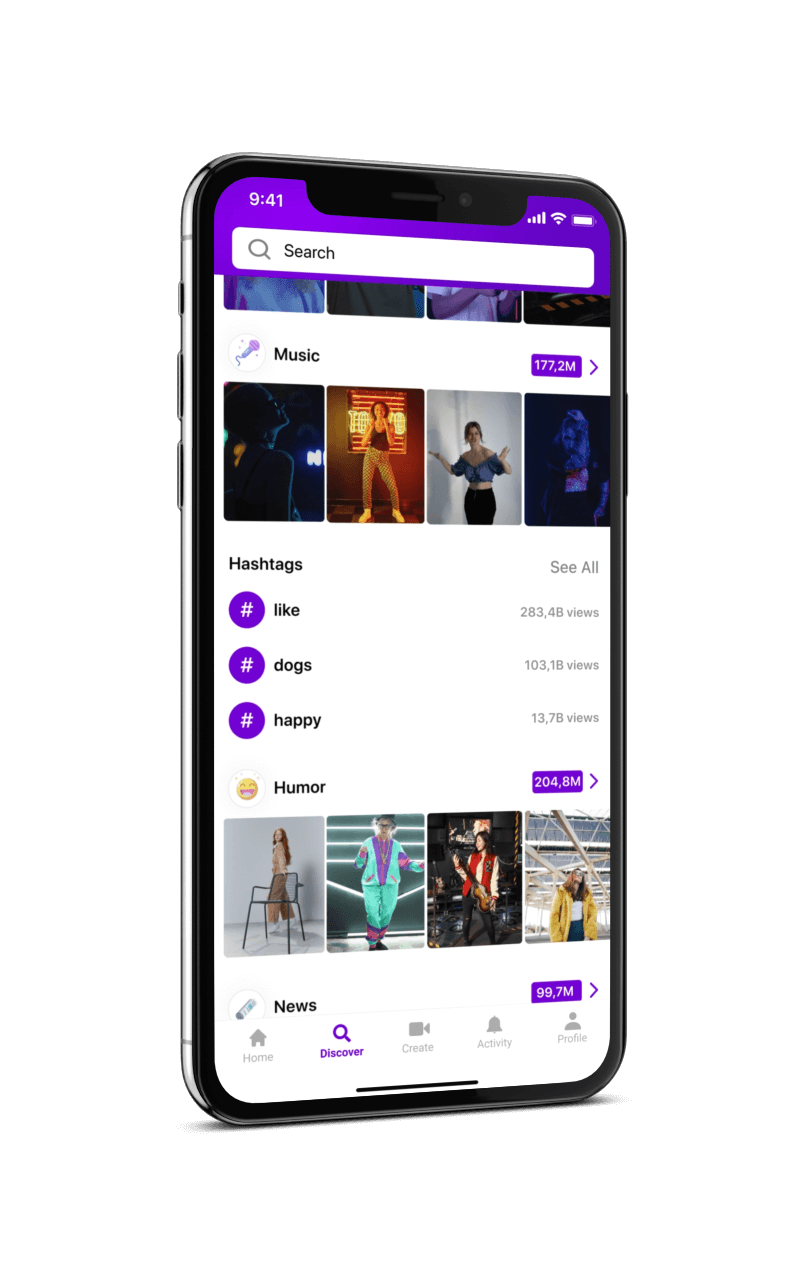 9:41
Search
Music
177,2M
Hashtags
See All
# like
283,4B views
# dogs
103,1B views
# happy
13,7B views
Humor
204,8M
News
99,7M
Home
Discover
Create
Activity
Profile